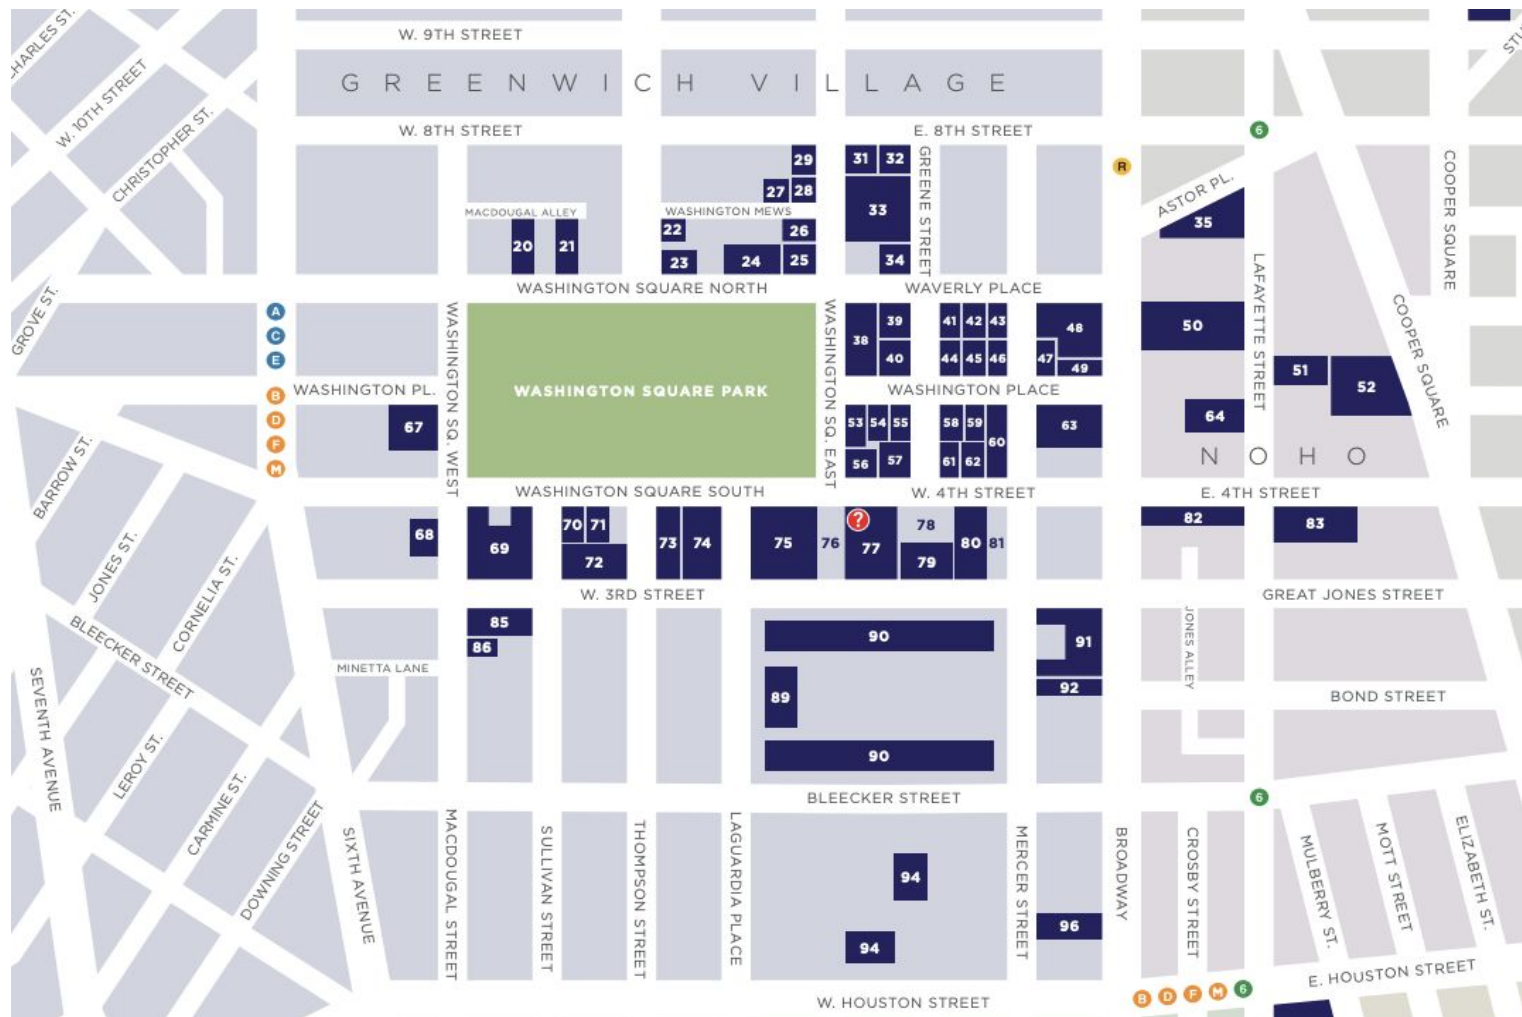 CHARLES ST.
W. 10TH STREET
CHRISTOPHER ST.
W. 9TH STREET
GREENWICH VILLAGE
W. 8TH STREET
E. 8TH STREET
6
R
29
31
32
27
28
GREENE STREET
ASTOR PL.
COOPER SQUARE
MACDOUGAL ALLEY
WASHINGTON MEWS
33
35
20
21
22
26
23
24
25
34
WASHINGTON SQUARE NORTH
WAVERLY PLACE
GROVE ST.
A
C
E
B
D
F
M
WASHINGTON SQ. WEST
WASHINGTON SQUARE PARK
WASHINGTON SQ. EAST
LAFAYETTE STREET
COOPER SQUARE
38
39
40
41
42
43
44
45
46
47
48
49
50
51
52
WASHINGTON PL.
WASHINGTON PLACE
67
53
54
55
56
57
58
59
60
61
62
63
64
NOHO
BARROW ST.
WASHINGTON SQUARE SOUTH
W. 4TH STREET
E. 4TH STREET
68
69
70
71
72
73
74
75
76
?
77
78
79
80
81
82
83
JONES ST.
CORNELIA ST.
W. 3RD STREET
GREAT JONES STREET
BLEECKER STREET
85
86
90
91
92
89
90
MINETTA LANE
JONES ALLEY
BOND STREET
SEVENTH AVENUE
LEROY ST.
CARMINE ST.
DOWNING STREET
BLEECKER STREET
6
SIXTH AVENUE
MACDOUGAL STREET
SULLIVAN STREET
THOMPSON STREET
LAGUARDIA PLACE
MERCER STREET
BROADWAY
CROSBY STREET
MULBERRY ST.
MOTT STREET
ELIZABETH ST.
94
94
96
E. HOUSTON STREET
B
D
F
M
6
W. HOUSTON STREET